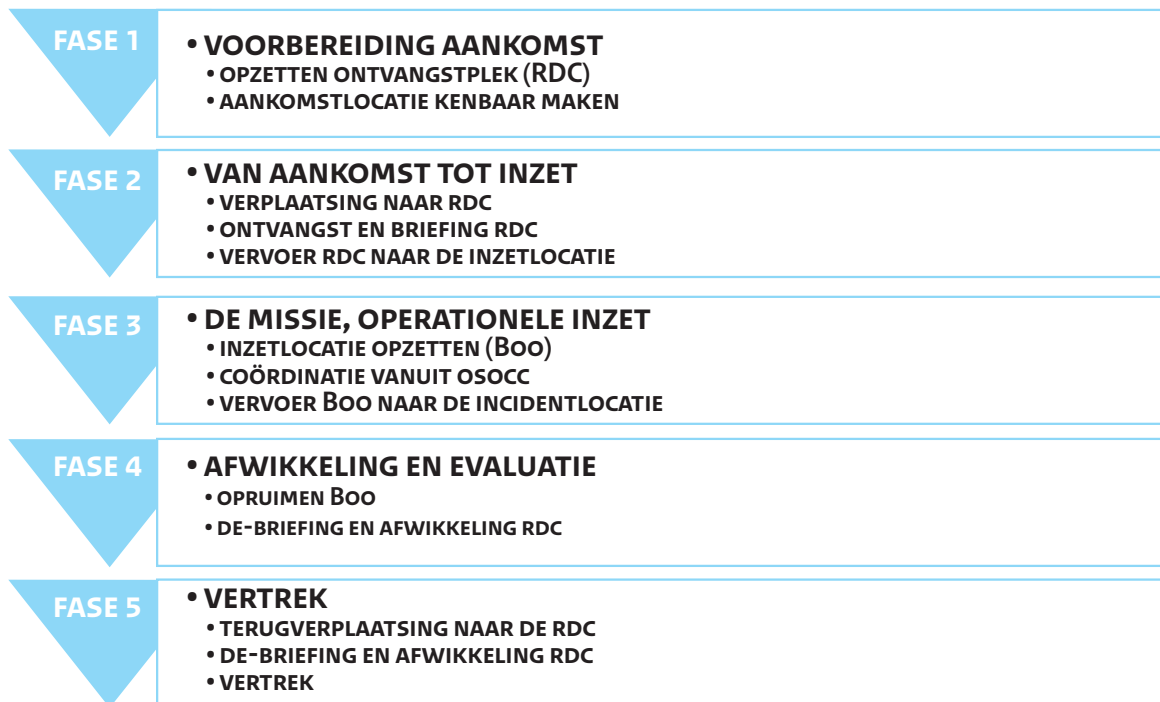 FASE 1
• VOORBEREIDING AANKOMST
• OPZETTEN ONTVANGSTPLEK (RDC)
• AANKOMSTLOCATIE KENBAAR MAKEN
FASE 2
• VAN AANKOMST TOT INZET
• VERPLAATSING NAAR RDC
• ONTVANGST EN BRIEFING RDC
• VERVOER RDC NAAR DE INZETLOCATIE
FASE 3
• DE MISSIE, OPERATIONELE INZET
• INZETLOCATIE OPZETTEN (BOO)
• COÖRDINATIE VANUIT OSOCC
• VERVOER BOO NAAR DE INCIDENTLOCATIE
FASE 4
• AFWIKKELING EN EVALUATIE
• OPRUIMEN BOO
• DE-BRIEFING EN AFWIKKELING RDC
FASE 5
• VERTREK
• TERUGVERPLAATSING NAAR DE RDC
• DE-BRIEFING EN AFWIKKELING RDC
• VERTREK